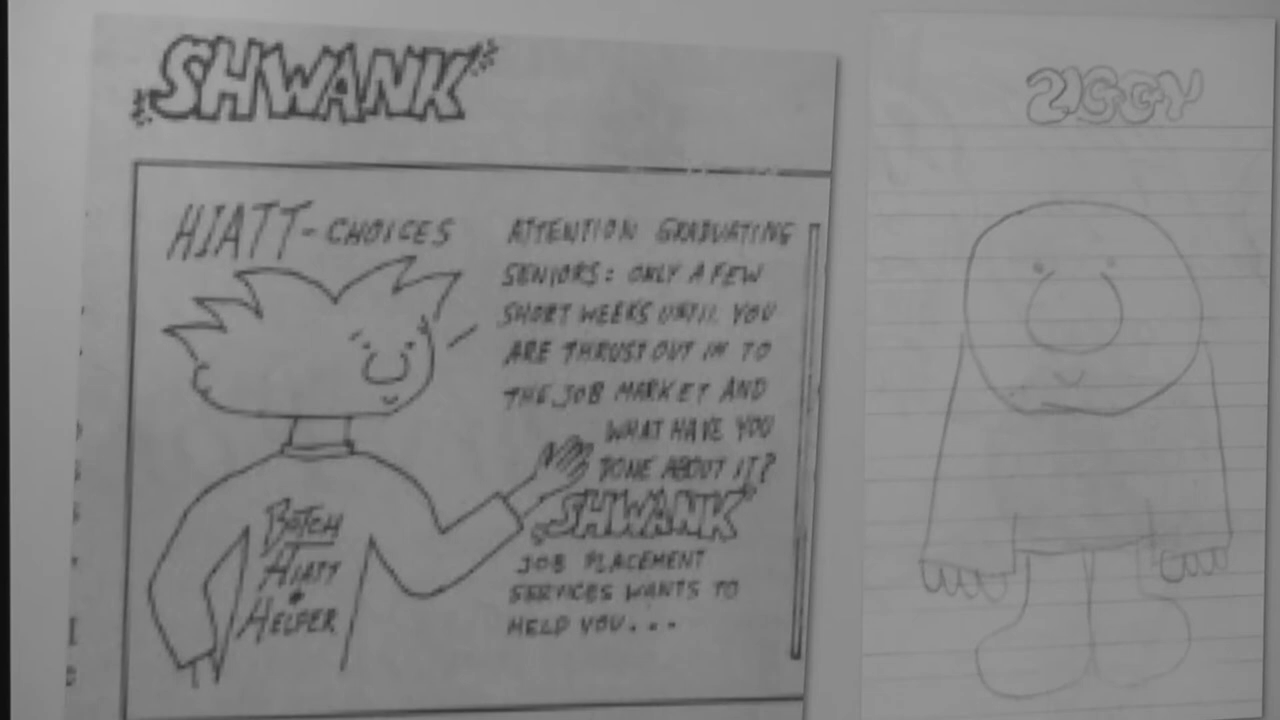 SHWANK
HIATT-CHOICES
ATTENTION GRADUATING
SENIORS: ONLY A FEW
SHORT WEEKS UNTIL YOU
ARE THRUST OUT IN TO
THE JOB MARKET AND
WHAT HAVE YOU
DONE ABOUT IT?
SHWANK
JOB PLACEMENT
SERVICES WANTS TO
HELP YOU...
BOTCH
HIATT
HELPER
ZIGGY